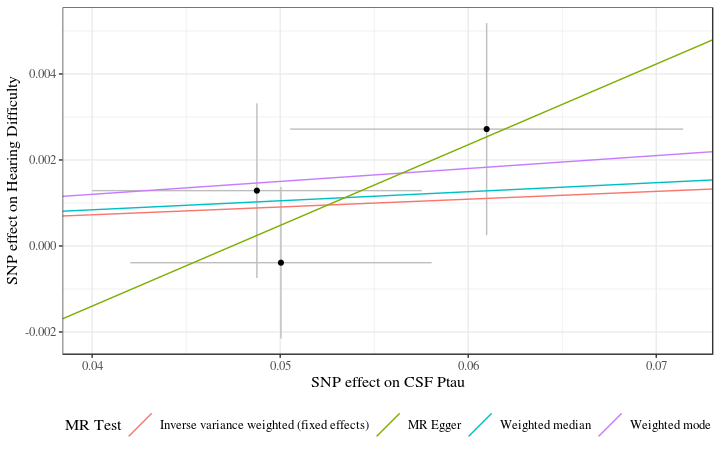 SNP effect on Hearing Difficulty
0.004
0.002
0.000
-0.002
0.04 0.05 0.06 0.07
SNP effect on CSF Ptau
MR Test Inverse variance weighted (fixed effects) MR Egger Weighted median Weighted mode